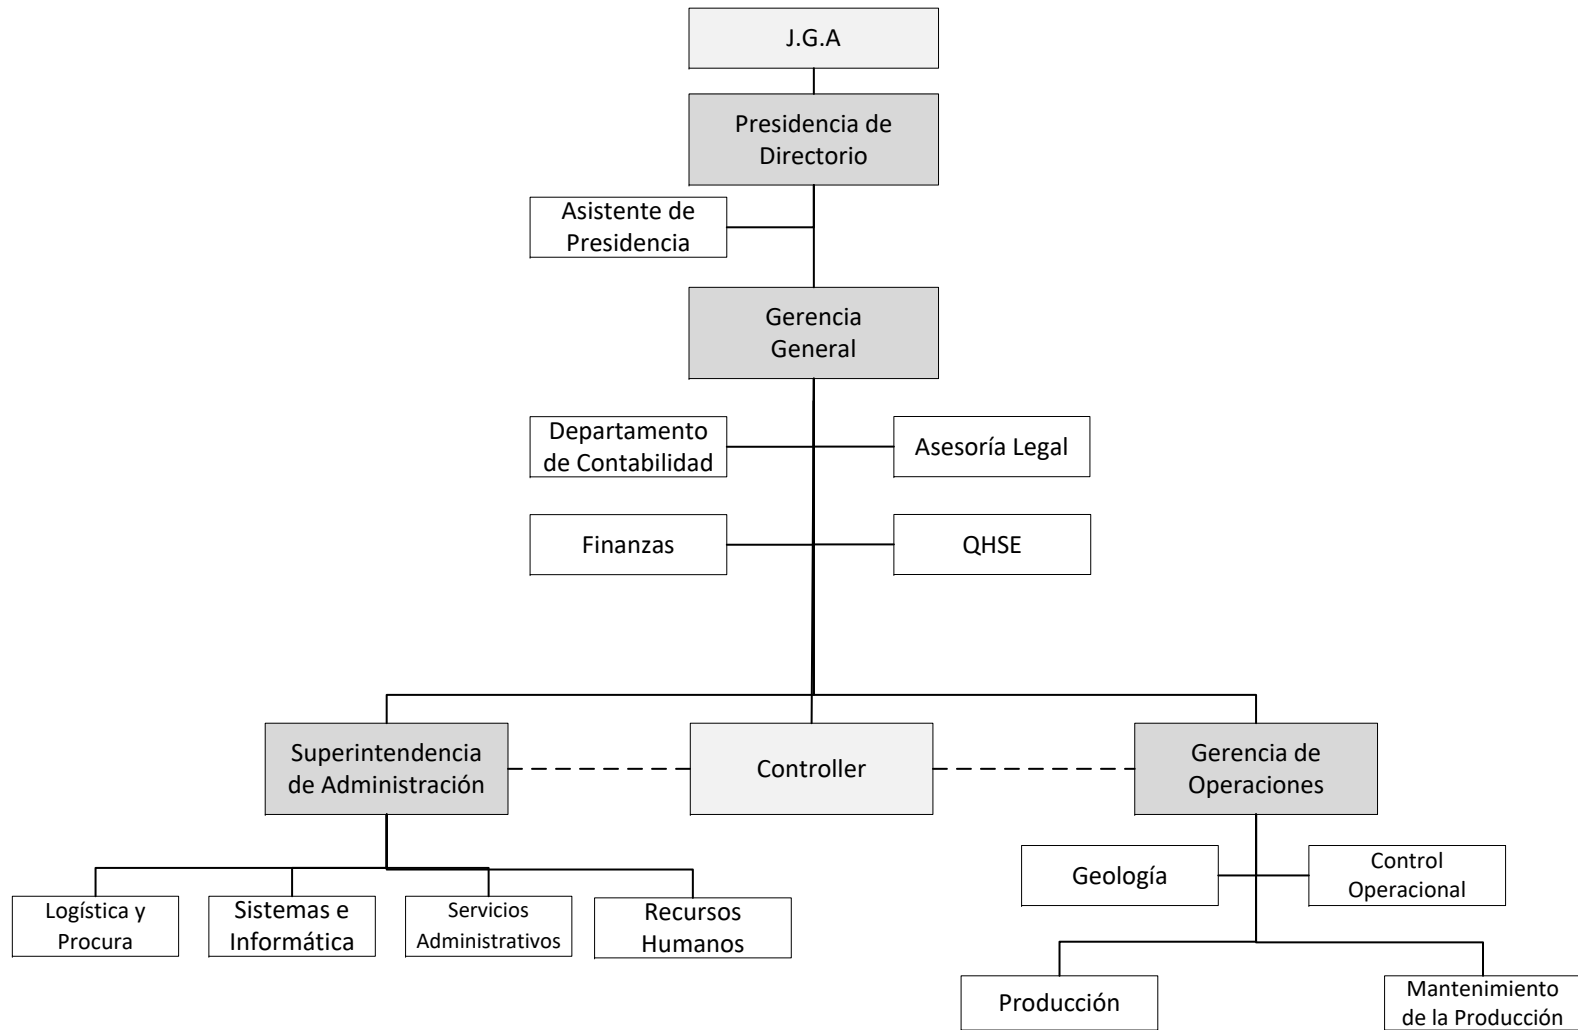 J.G.A
Presidencia de
Directorio
Asistente de
Presidencia
Gerencia
General
Departamento
de Contabilidad
Asesoría Legal
Finanzas
QHSE
Superintendencia
de Administración
Controller
Gerencia de
Operaciones
Geología
Control
Operacional
Logística y
Procura
Sistemas e
Informática
Servicios
Administrativos
Recursos
Humanos
Producción
Mantenimiento
de la Producción